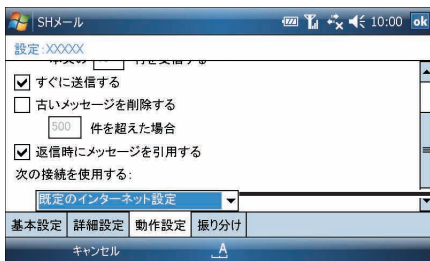 SHメール 10:00 ok
設定:XXXXX
☑ すぐに送信する
☐ 古いメッセージを削除する
500 件を超えた場合
☑ 返信時にメッセージを引用する
次の接続を使用する:
既定のインターネット設定
基本設定 詳細設定 動作設定 振り分け
キャンセル A